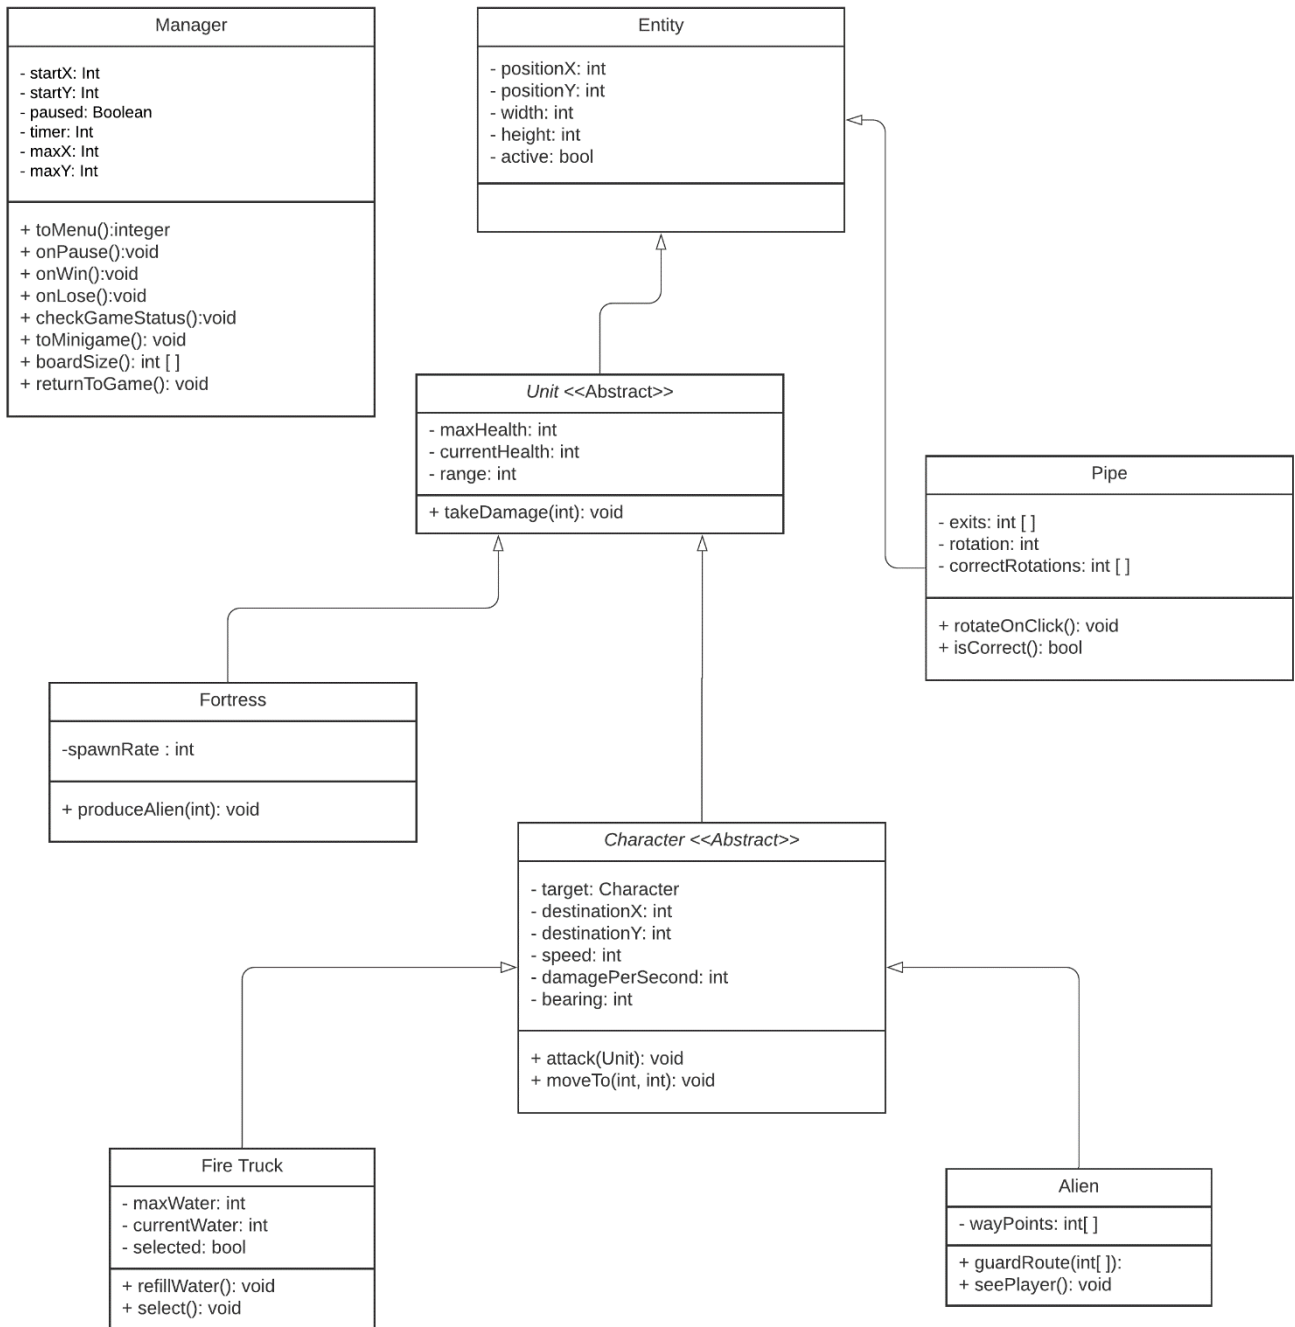 Manager
- startX: Int
- startY: Int
- paused: Boolean
- timer: Int
- maxX: Int
- maxY: Int
+ toMenu():integer
+ onPause():void
+ onWin():void
+ onLose():void
+ checkGameStatus():void
+ toMinigame(): void
+ boardSize(): int [ ]
+ returnToGame(): void
Entity
- positionX: int
- positionY: int
- width: int
- height: int
- active: bool
Unit <<Abstract>>
- maxHealth: int
- currentHealth: int
- range: int
+ takeDamage(int): void
Pipe
- exits: int [ ]
- rotation: int
- correctRotations: int [ ]
+ rotateOnClick(): void
+ isCorrect(): bool
Fortress
-spawnRate : int
+ produceAlien(int): void
Character <<Abstract>>
- target: Character
- destinationX: int
- destinationY: int
- speed: int
- damagePerSecond: int
- bearing: int
+ attack(Unit): void
+ moveTo(int, int): void
Fire Truck
- maxWater: int
- currentWater: int
- selected: bool
+ refillWater(): void
+ select(): void
Alien
- wayPoints: int[ ]
+ guardRoute(int[ ]):
+ seePlayer(): void